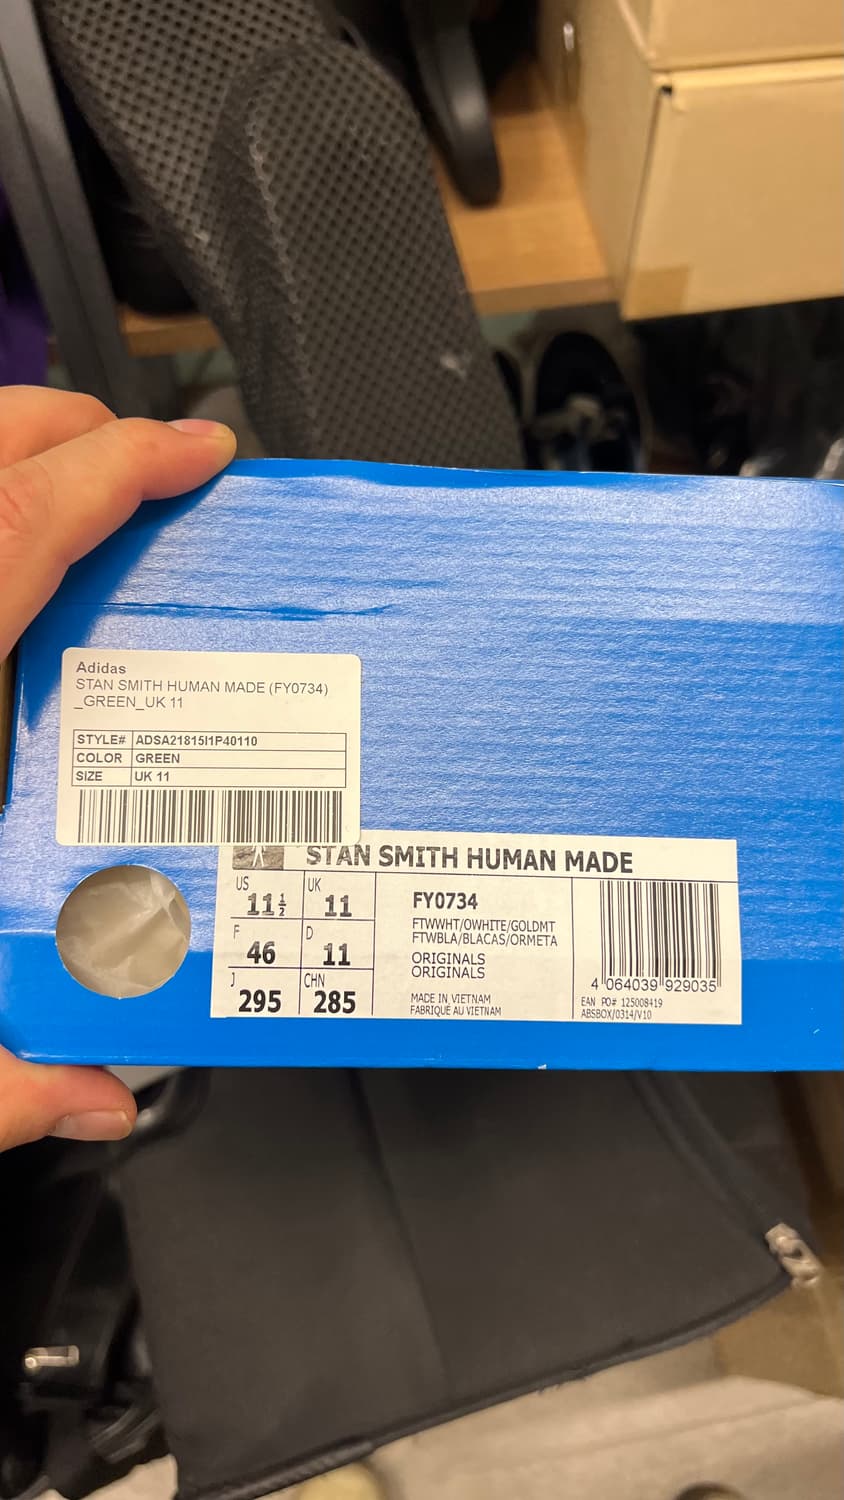 Adidas
STAN SMITH HUMAN MADE (FY0734)
_GREEN_UK 11
STYLE# ADSA21815I1P40110
COLOR GREEN
SIZE UK 11
STAN SMITH HUMAN MADE
US 11½ UK 11
F 46 D 11
J 295 CHN 285
FY0734
FTWWHT/OWHITE/GOLDMT
FTWBLA/BLACAS/ORMETA
ORIGINALS
ORIGINALS
MADE IN VIETNAM
FABRIQUÉ AU VIETNAM
4 064039 929035
EAN PO# 125008419
ABSBOX/0314/V10